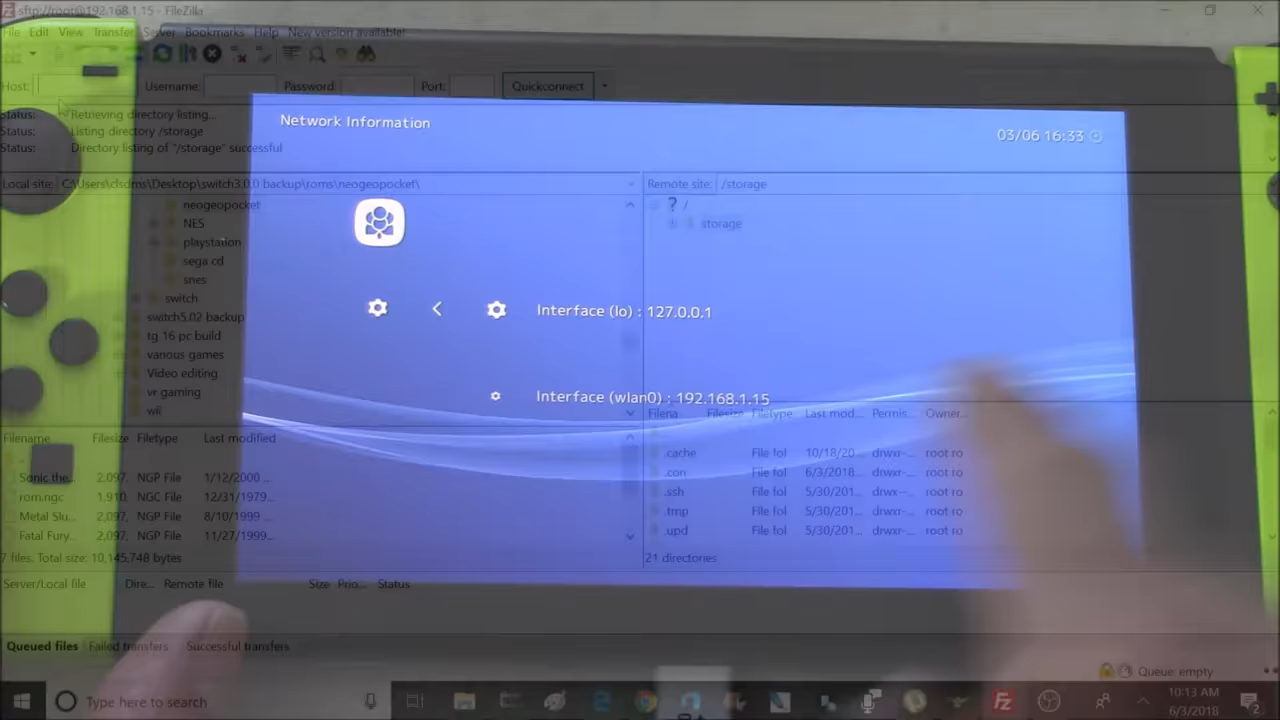 sftp://root@192.168.1.15 - FileZilla
File Edit View Transfer Server Bookmarks Help New version available!
Host: Username: Password: Port: Quickconnect
Network Information
03/06 16:33
Status: Retrieving directory listing...
Status: Listing directory /storage
Status: Directory listing of "/storage" successful
Local site: C:\Users\clsdms\Desktop\switch3.0.0 backup\roms\neogeopocket\
Remote site: /storage
neogeopocket
NES
playstation
sega cd
snes
switch
switch5.02 backup
tg 16 pc build
various games
Video editing
vr gaming
wii
? /
storage
Interface (lo) : 127.0.0.1
Interface (wlan0) : 192.168.1.15
Filename Filesize Filetype Last modified
..
Sonic the... 2,097, NGP File 1/12/2000
rom.ngc 1,910, NGC File 12/31/1979...
Metal Slu... 2,097, NGP File 8/10/1999
Fatal Fury... 2,097, NGP File 11/27/1999...
7 files. Total size: 10,145,748 bytes
Filena Filesize Filetype Last mod... Permis... Owner...
.cache File fol 10/18/20 drwx-... root ro
.con File fol 6/3/2018... drwx-... root ro
.ssh File fol 5/30/201... drwx--... root ro
.tmp File fol 5/30/201... drwx-... root ro
.upd File fol 5/30/201... drwx-... root ro
21 directories
Server/Local file Dire... Remote file Size Prio... Status
Queued files Failed transfers Successful transfers
Queue: empty
Type here to search
10:13 AM
6/3/2018
2